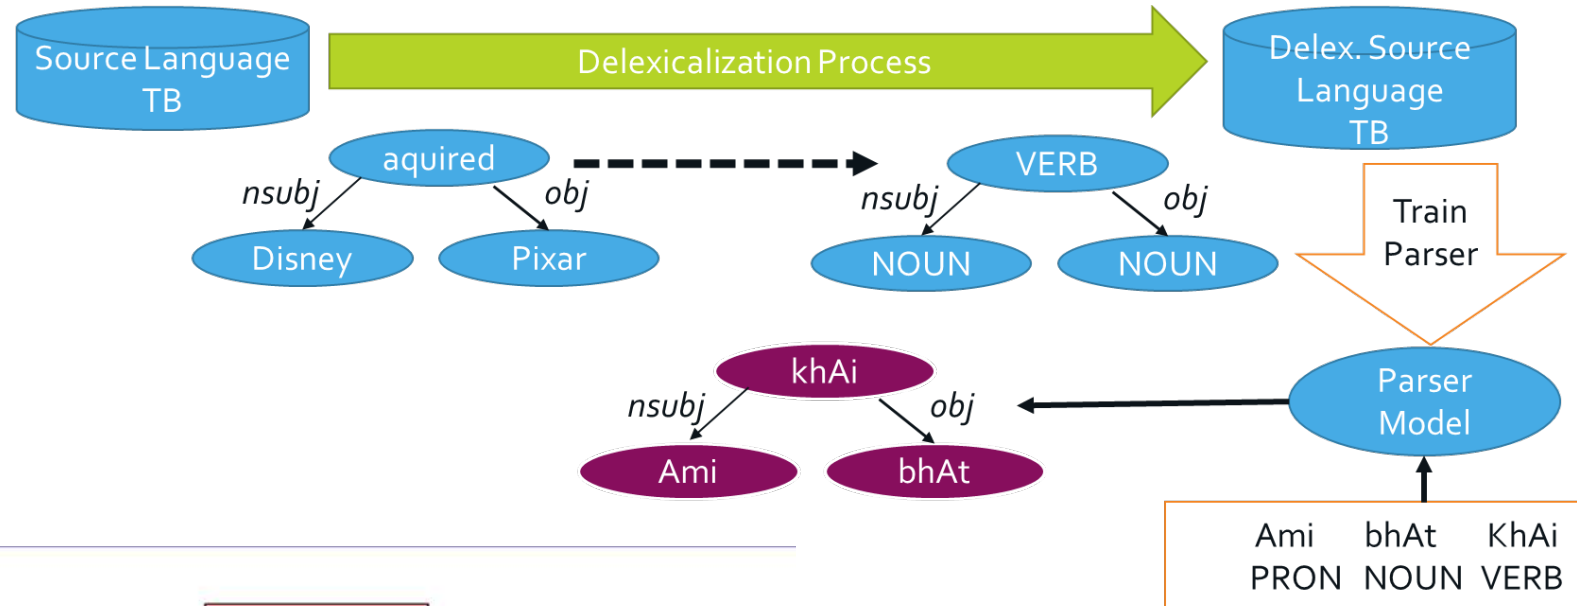 Source Language
TB
Delexicalization Process
Delex. Source
Language
TB
aquired
nsubj
obj
Disney
Pixar
VERB
nsubj
obj
NOUN
NOUN
Train
Parser
khAi
nsubj
obj
Ami
bhAt
Parser
Model
Ami bhAt KhAi
PRON NOUN VERB